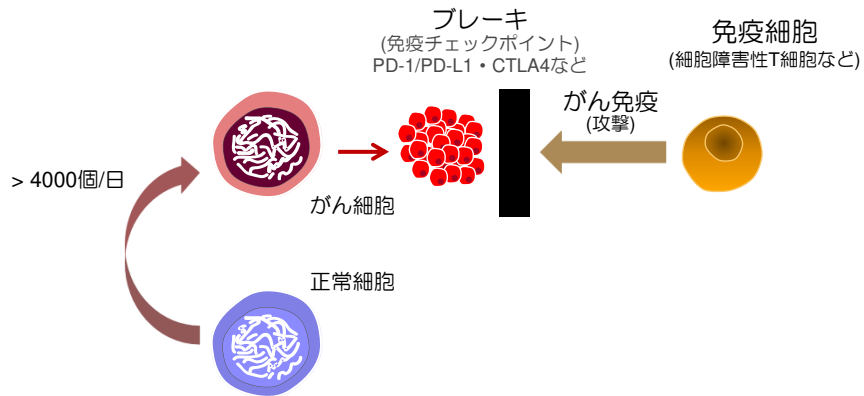 ブレーキ
(免疫チェックポイント)
PD-1/PD-L1・CTLA4など
免疫細胞
(細胞障害性T細胞など)
がん免疫
(攻撃)
> 4000個/日
がん細胞
正常細胞